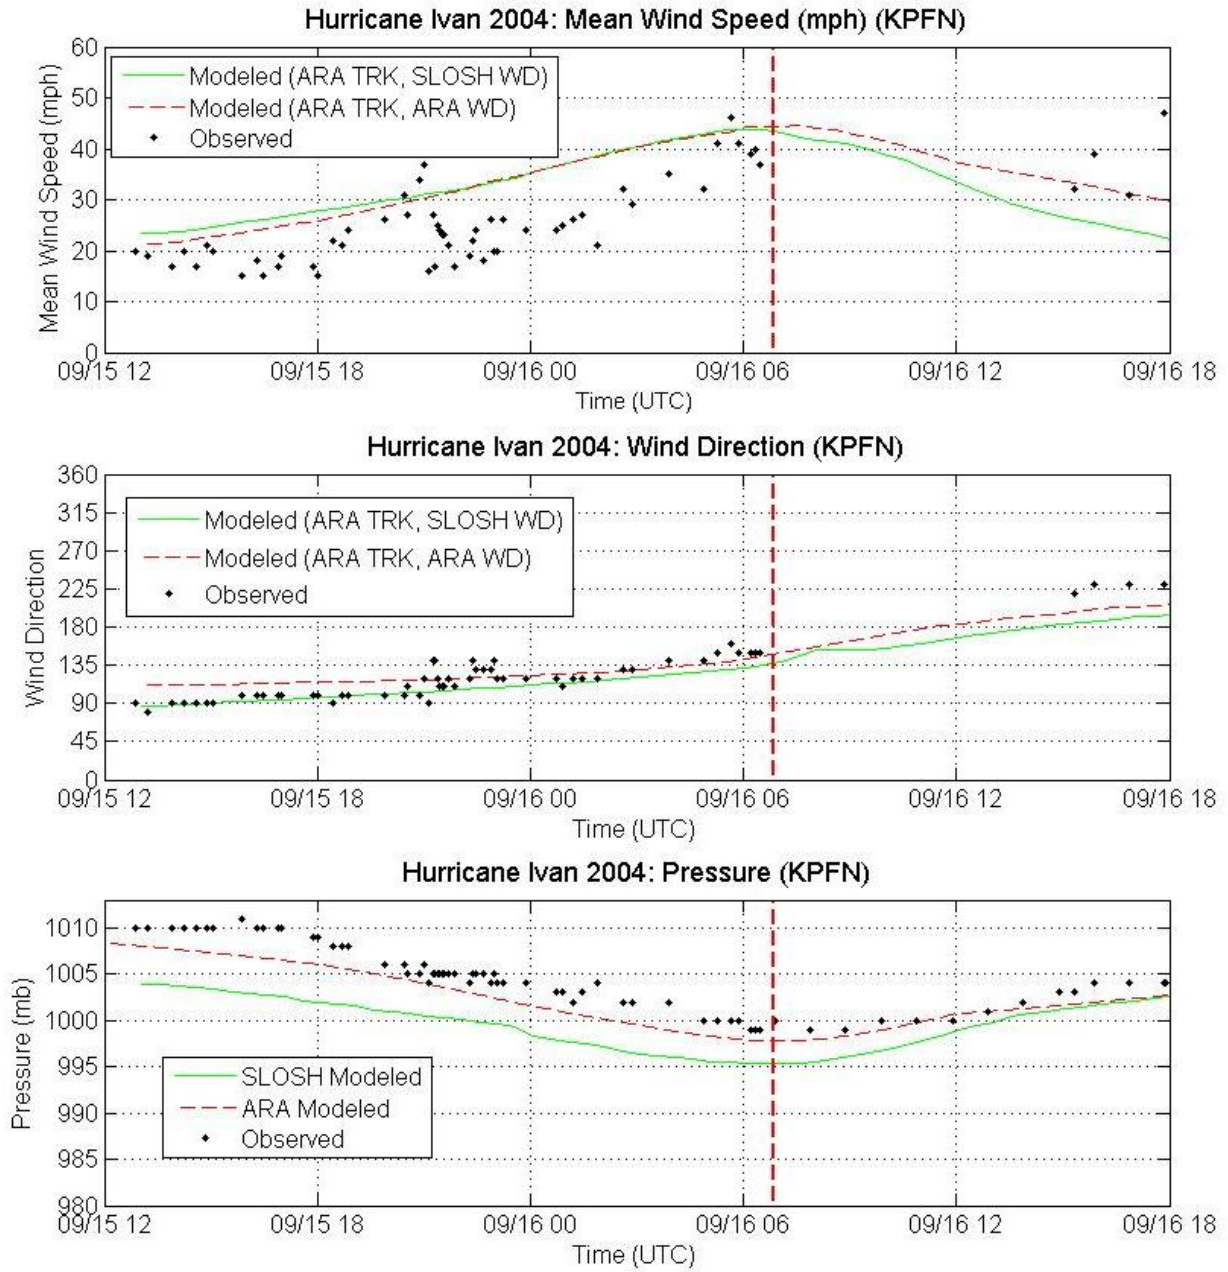 Hurricane Ivan 2004: Mean Wind Speed (mph) (KPFN)
Mean Wind Speed (mph)
60
50
40
30
20
10
0
Modeled (ARA TRK, SLOSH WD)
Modeled (ARA TRK, ARA WD)
Observed
09/15 12 09/15 18 09/16 00 09/16 06 09/16 12 09/16 18
Time (UTC)
Hurricane Ivan 2004: Wind Direction (KPFN)
Wind Direction
360
315
270
225
180
135
90
45
0
Modeled (ARA TRK, SLOSH WD)
Modeled (ARA TRK, ARA WD)
Observed
09/15 12 09/15 18 09/16 00 09/16 06 09/16 12 09/16 18
Time (UTC)
Hurricane Ivan 2004: Pressure (KPFN)
Pressure (mb)
1010
1005
1000
995
990
985
980
SLOSH Modeled
ARA Modeled
Observed
09/15 12 09/15 18 09/16 00 09/16 06 09/16 12 09/16 18
Time (UTC)